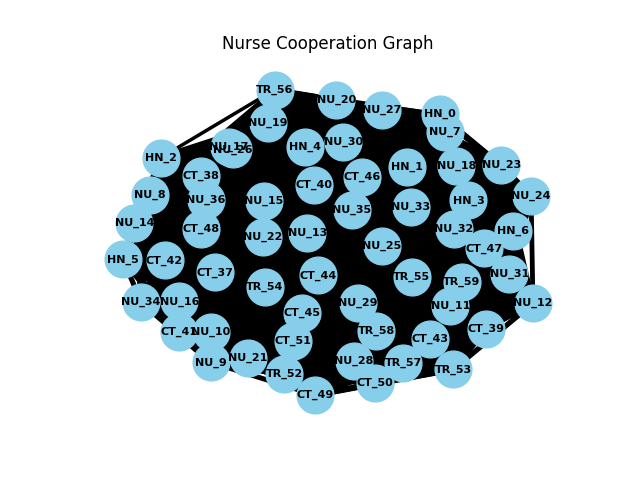 Nurse Cooperation Graph
TR_56
NU_20
NU_27
HN_0
NU_19
NU_7
NU_17
NU_26
HN_4
NU_30
HN_2
HN_1
NU_18
NU_23
CT_38
CT_40
CT_46
NU_8
NU_36
NU_15
NU_35
NU_33
HN_3
NU_24
NU_14
CT_48
NU_22
NU_13
NU_25
NU_32
CT_47
HN_6
HN_5
CT_42
CT_37
TR_54
CT_44
TR_55
TR_59
NU_31
NU_34
NU_16
CT_45
NU_29
NU_11
NU_12
CT_41
NU_10
CT_51
TR_58
CT_43
CT_39
NU_9
NU_21
TR_52
NU_28
TR_57
TR_53
CT_49
CT_50